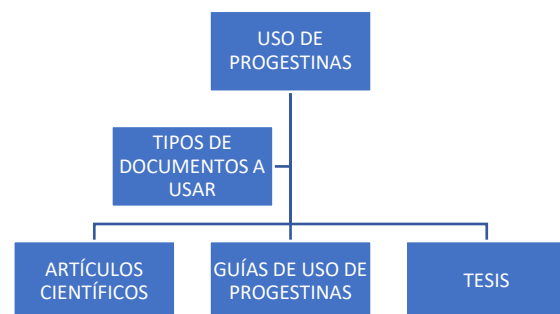 USO DE
PROGESTINAS
TIPOS DE
DOCUMENTOS A
USAR
ARTÍCULOS
CIENTÍFICOS
GUÍAS DE USO DE
PROGESTINAS
TESIS